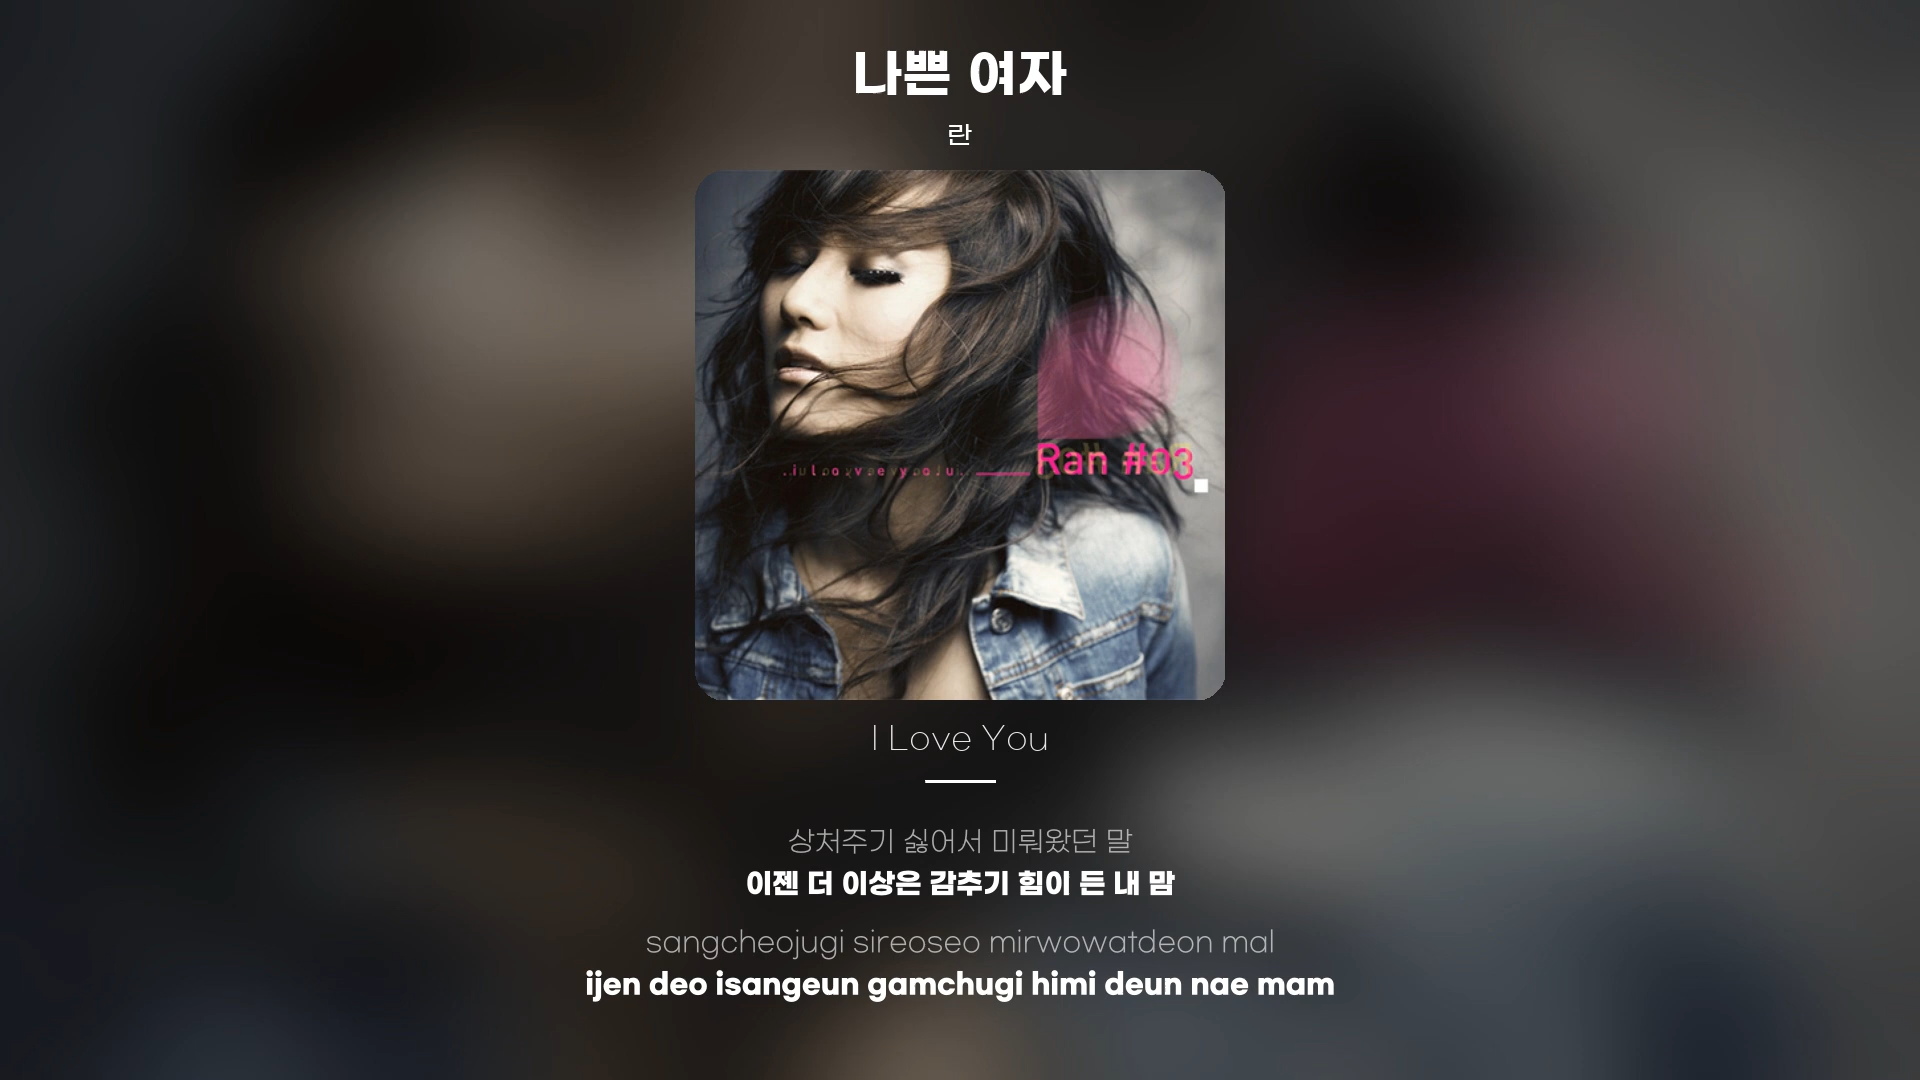 나쁜 여자
란
Ran #03
I Love You
상처주기 싫어서 미뤄왔던 말
이젠 더 이상은 감추기 힘이 든 내 맘
sangcheojugi sireoseo mirwowatdeon mal
ijen deo isangeun gamchugi himi deun nae mam